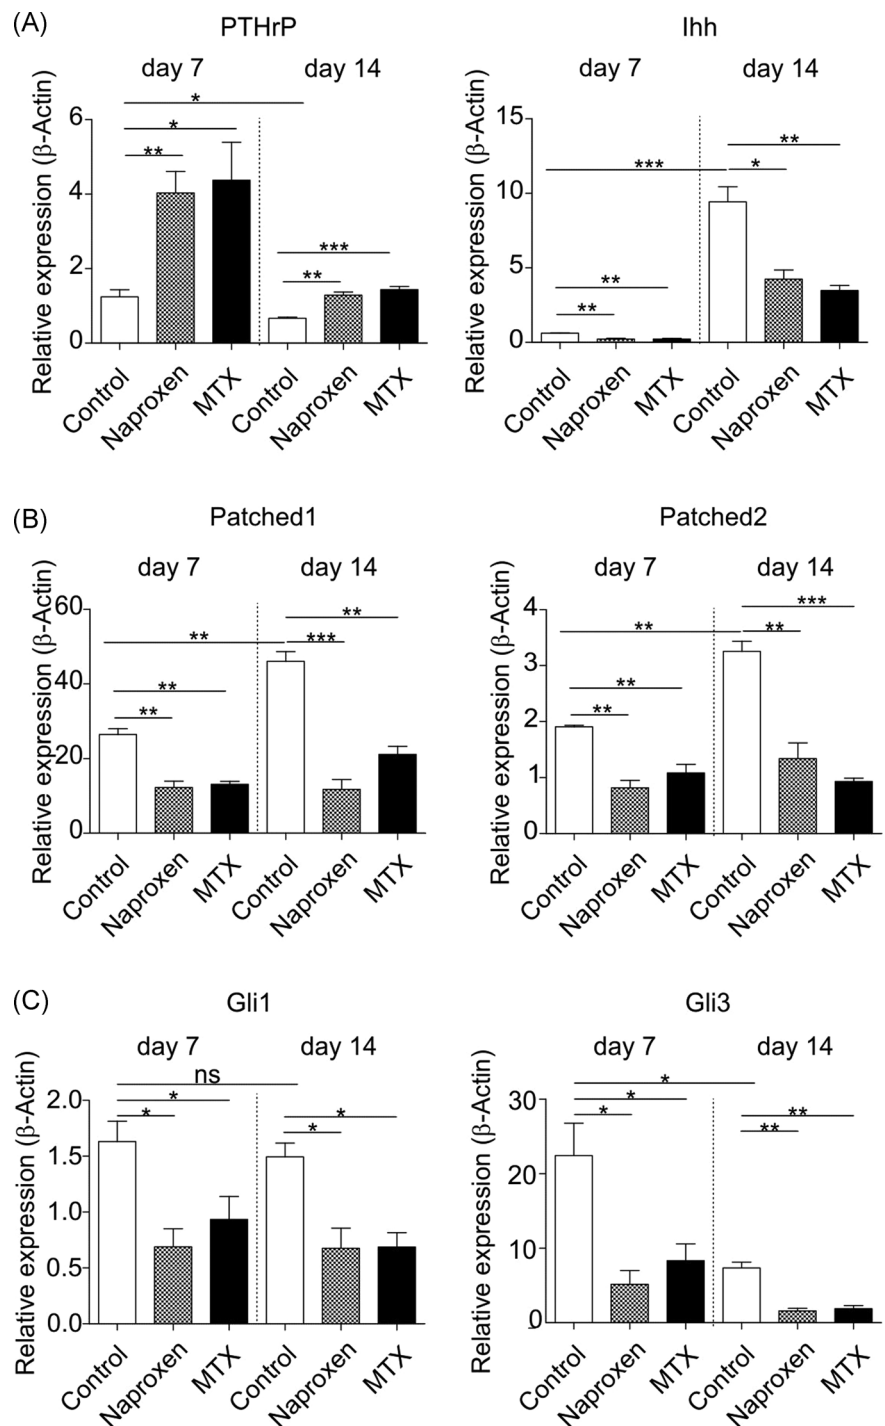 (A)
PTHrP
day 7
day 14
Relative expression (β-Actin)
6
4
2
0
*
*
**
***
**
Control
Naproxen
MTX
Control
Naproxen
MTX
Ihh
day 7
day 14
Relative expression (β-Actin)
15
10
5
0
**
***
*
**
**
Control
Naproxen
MTX
Control
Naproxen
MTX
(B)
Patched1
day 7
day 14
Relative expression (β-Actin)
60
40
20
0
**
**
***
**
**
Control
Naproxen
MTX
Control
Naproxen
MTX
Patched2
day 7
day 14
Relative expression (β-Actin)
4
3
2
1
0
***
**
**
**
**
Control
Naproxen
MTX
Control
Naproxen
MTX
(C)
Gli1
day 7
day 14
Relative expression (β-Actin)
2.0
1.5
1.0
0.5
0.0
ns
*
*
*
*
Control
Naproxen
MTX
Control
Naproxen
MTX
Gli3
day 7
day 14
Relative expression (β-Actin)
30
20
10
0
*
*
*
**
**
Control
Naproxen
MTX
Control
Naproxen
MTX